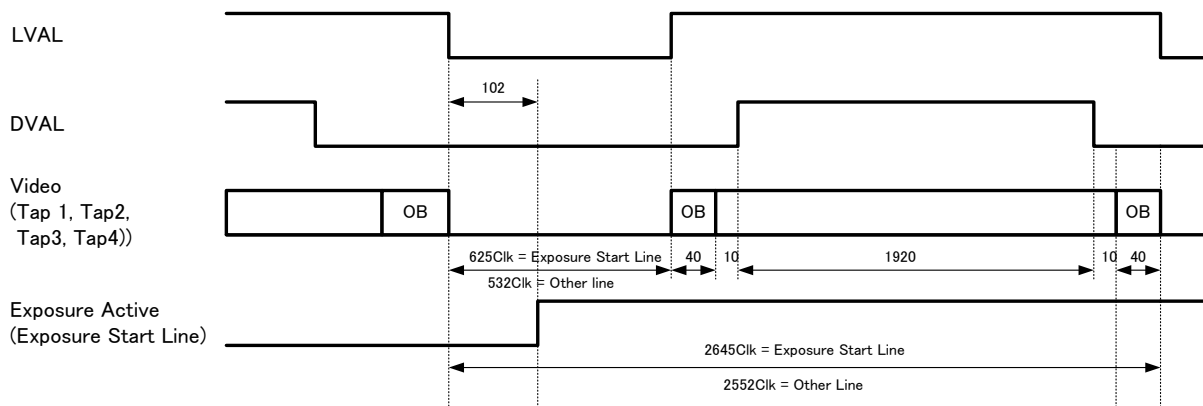 LVAL
102
DVAL
Video
(Tap 1, Tap2,
Tap3, Tap4))
OB
OB
OB
625Clk = Exposure Start Line
40
10
1920
10
40
532Clk = Other line
Exposure Active
(Exposure Start Line)
2645Clk = Exposure Start Line
2552Clk = Other Line